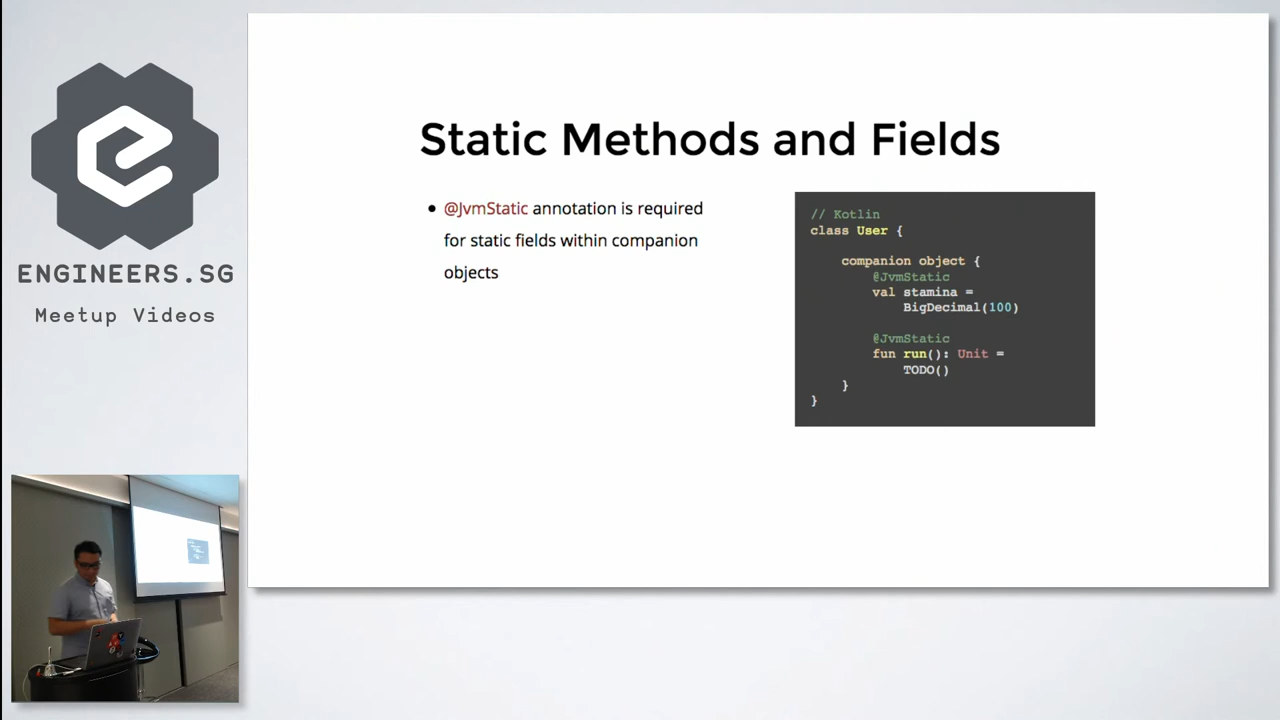 ENGINEERS.SG
Meetup Videos
Static Methods and Fields
• @JvmStatic annotation is required
for static fields within companion
objects
// Kotlin
class User {
companion object {
@JvmStatic
val stamina =
BigDecimal(100)
@JvmStatic
fun run(): Unit =
TODO()
}
}